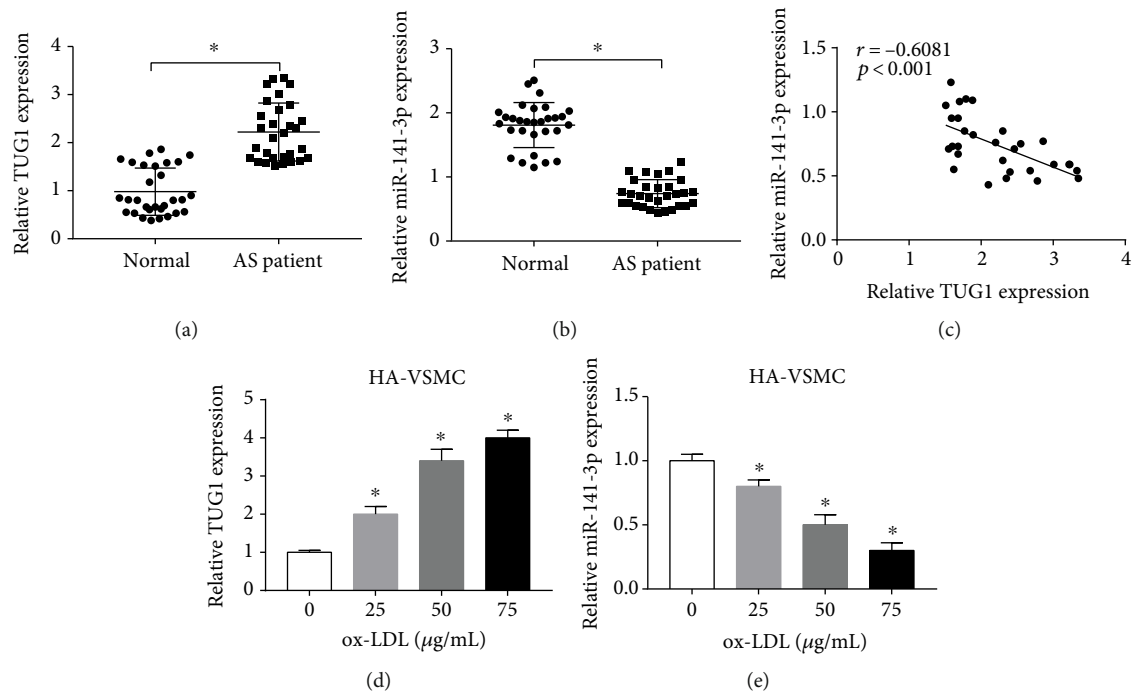 Relative TUG1 expression
4
3
2
1
0
*
Normal
AS patient
(a)
Relative miR-141-3p expression
3
2
1
0
*
Normal
AS patient
(b)
Relative miR-141-3p expression
1.5
1.0
0.5
0.0
r = −0.6081
p < 0.001
0
1
2
3
4
Relative TUG1 expression
(c)
HA-VSMC
Relative TUG1 expression
5
4
3
2
1
0
*
*
*
0
25
50
75
ox-LDL (μg/mL)
(d)
HA-VSMC
Relative miR-141-3p expression
1.5
1.0
0.5
0.0
*
*
*
0
25
50
75
ox-LDL (μg/mL)
(e)